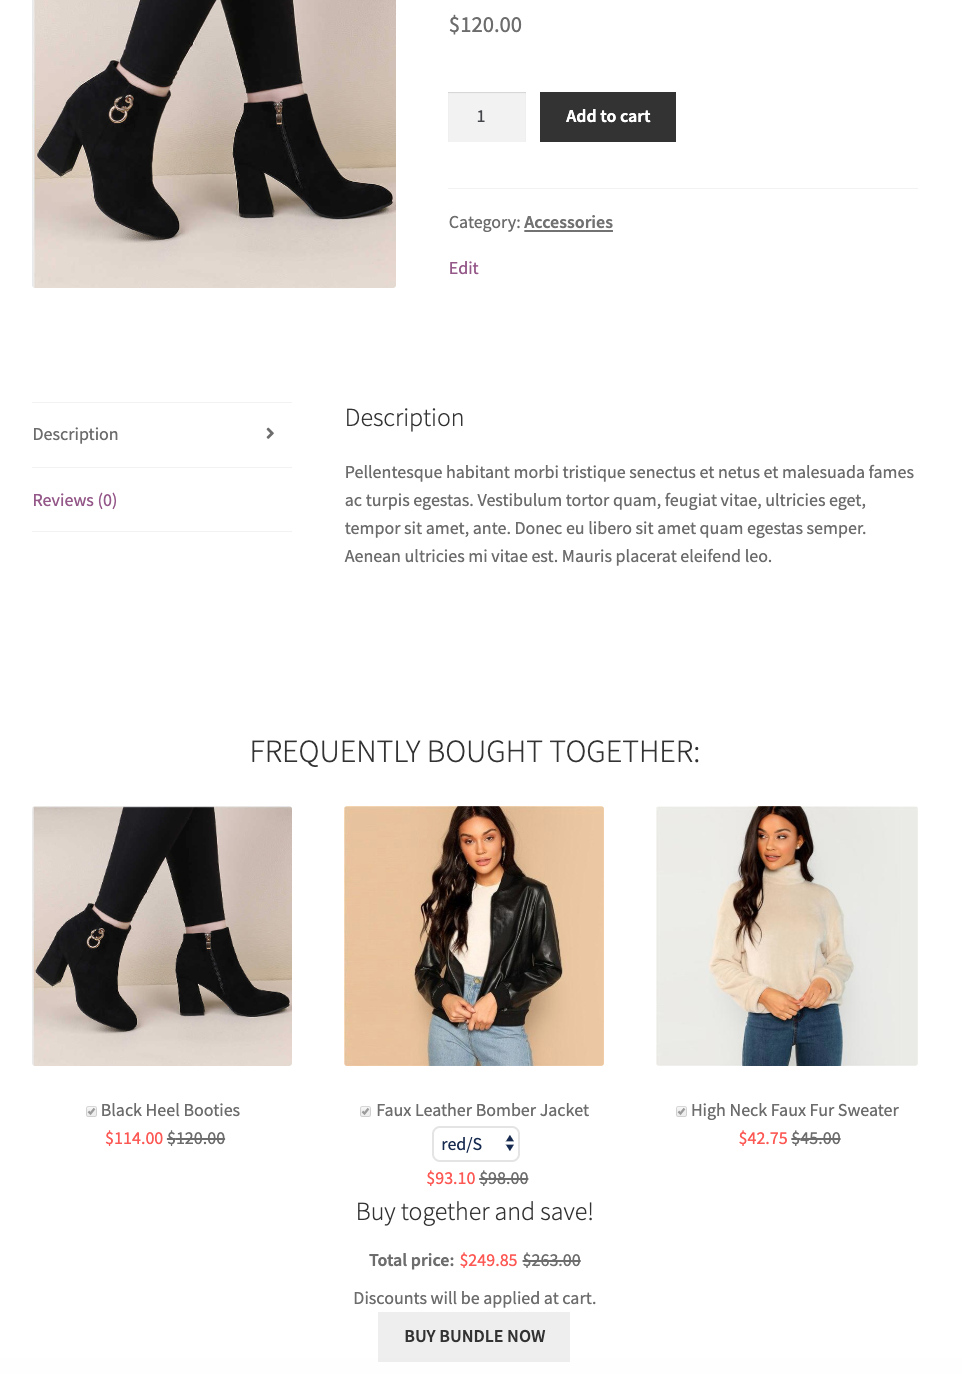 $120.00
1
Add to cart
Category: Accessories
Edit
Description
Reviews (0)
Description
Pellentesque habitant morbi tristique senectus et netus et malesuada fames
ac turpis egestas. Vestibulum tortor quam, feugiat vitae, ultricies eget,
tempor sit amet, ante. Donec eu libero sit amet quam egestas semper.
Aenean ultricies mi vitae est. Mauris placerat eleifend leo.
FREQUENTLY BOUGHT TOGETHER:
Black Heel Booties
$114.00 $120.00
Faux Leather Bomber Jacket
red/S
$93.10 $98.00
High Neck Faux Fur Sweater
$42.75 $45.00
Buy together and save!
Total price: $249.85 $263.00
Discounts will be applied at cart.
BUY BUNDLE NOW